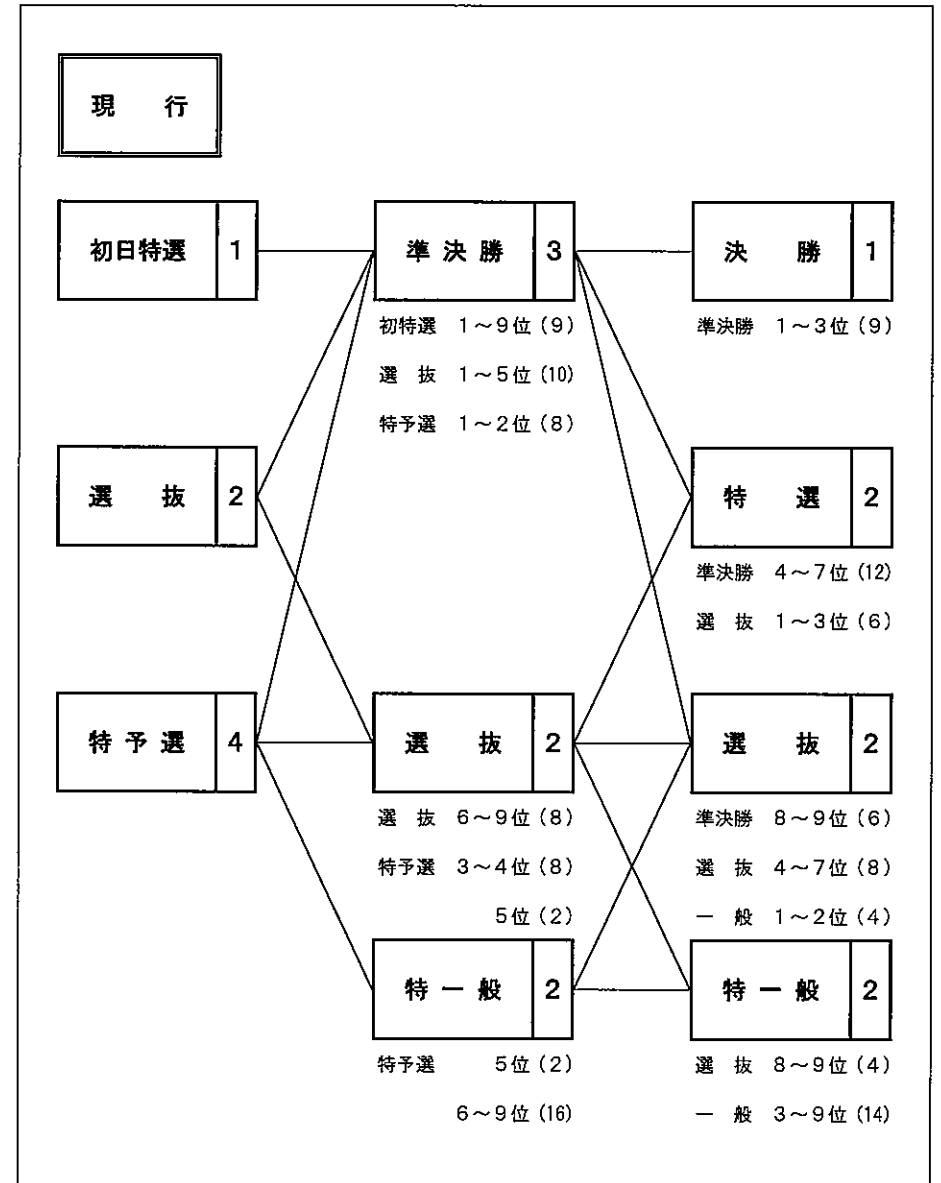 現 行
初日特選 1
準 決 勝 3
決 勝 1
初特選 1~9位 (9)
準決勝 1~3位 (9)
選 抜 1~5位 (10)
特予選 1~2位 (8)
選 抜 2
特 選 2
準決勝 4~7位 (12)
選 抜 1~3位 (6)
特 予 選 4
選 抜 2
選 抜 2
選 抜 6~9位 (8)
準決勝 8~9位 (6)
特予選 3~4位 (8)
選 抜 4~7位 (8)
5位 (2)
一 般 1~2位 (4)
特 一 般 2
特 一 般 2
特予選 5位 (2)
選 抜 8~9位 (4)
6~9位 (16)
一 般 3~9位 (14)